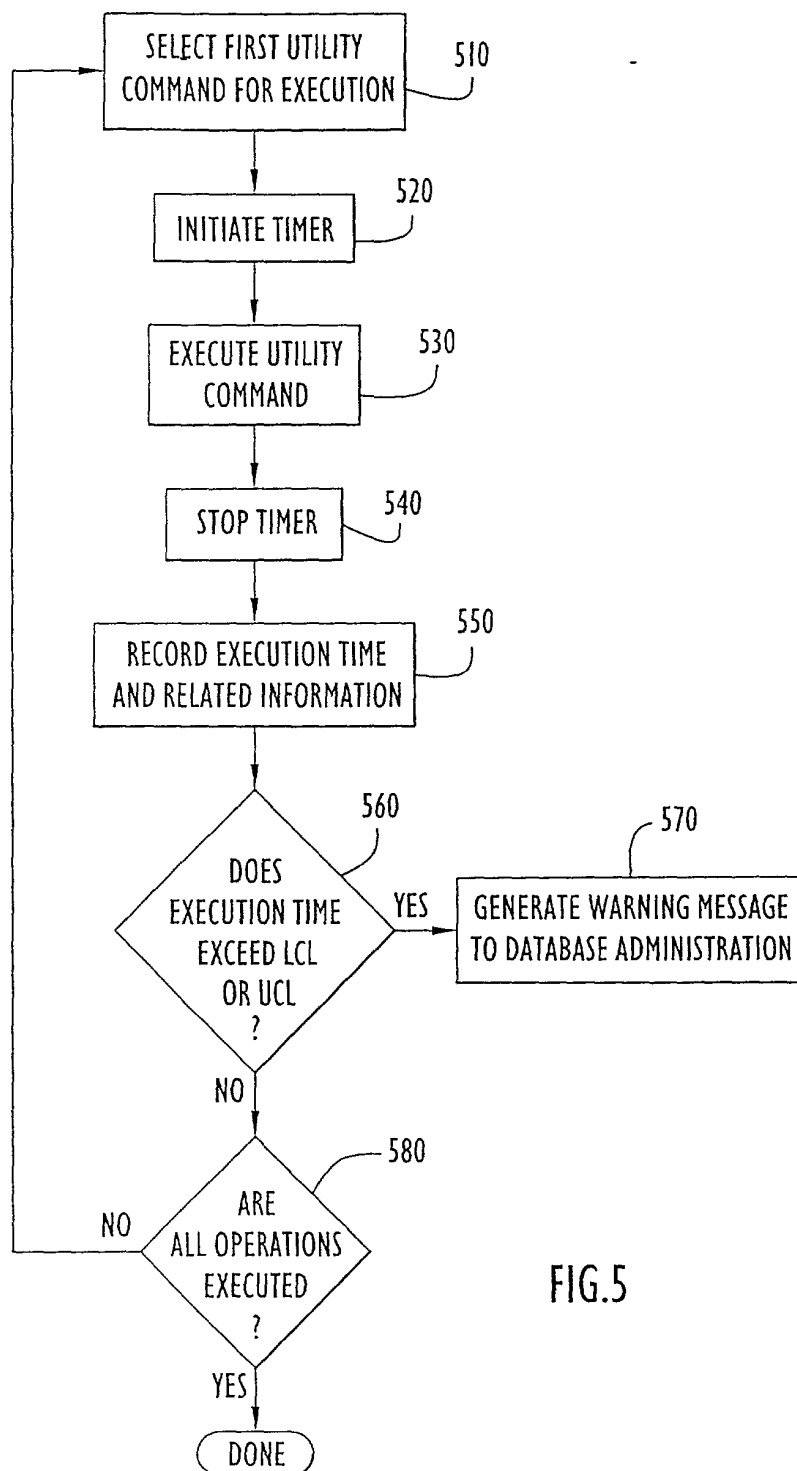 SELECT FIRST UTILITY
COMMAND FOR EXECUTION
510
INITIATE TIMER
520
EXECUTE UTILITY
COMMAND
530
STOP TIMER
540
RECORD EXECUTION TIME
AND RELATED INFORMATION
550
DOES
EXECUTION TIME
EXCEED LCL
OR UCL
?
560
YES
GENERATE WARNING MESSAGE
TO DATABASE ADMINISTRATION
570
NO
ARE
ALL OPERATIONS
EXECUTED
?
580
NO
YES
DONE
FIG.5